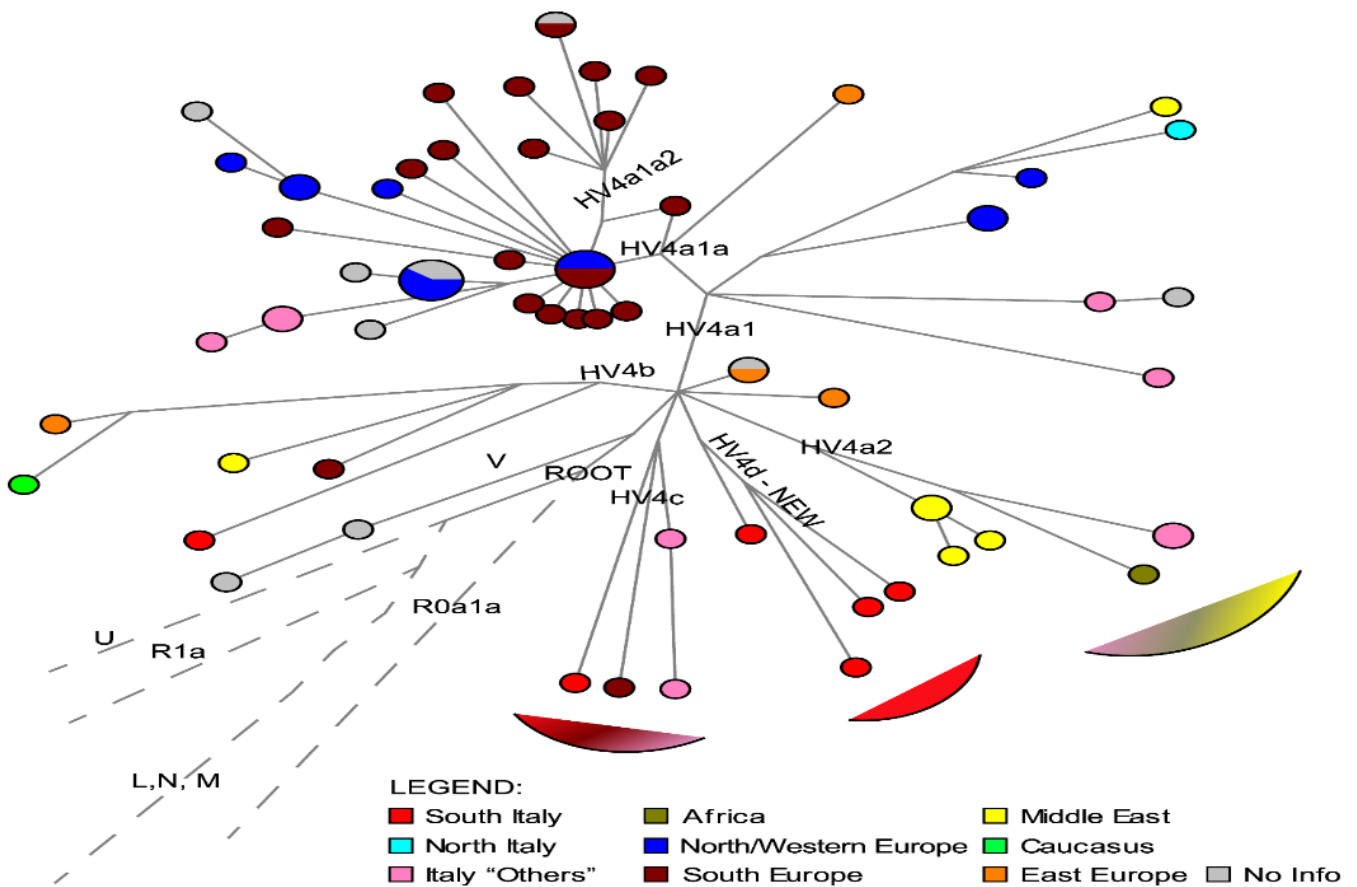 HV4a1a2
HV4a1a
HV4a1
HV4b
HV4a2
HV4d - NEW
V
ROOT
HV4c
R0a1a
U
R1a
L,N, M
LEGEND:
South Italy
Africa
Middle East
North Italy
North/Western Europe
Caucasus
Italy “Others”
South Europe
East Europe
No Info